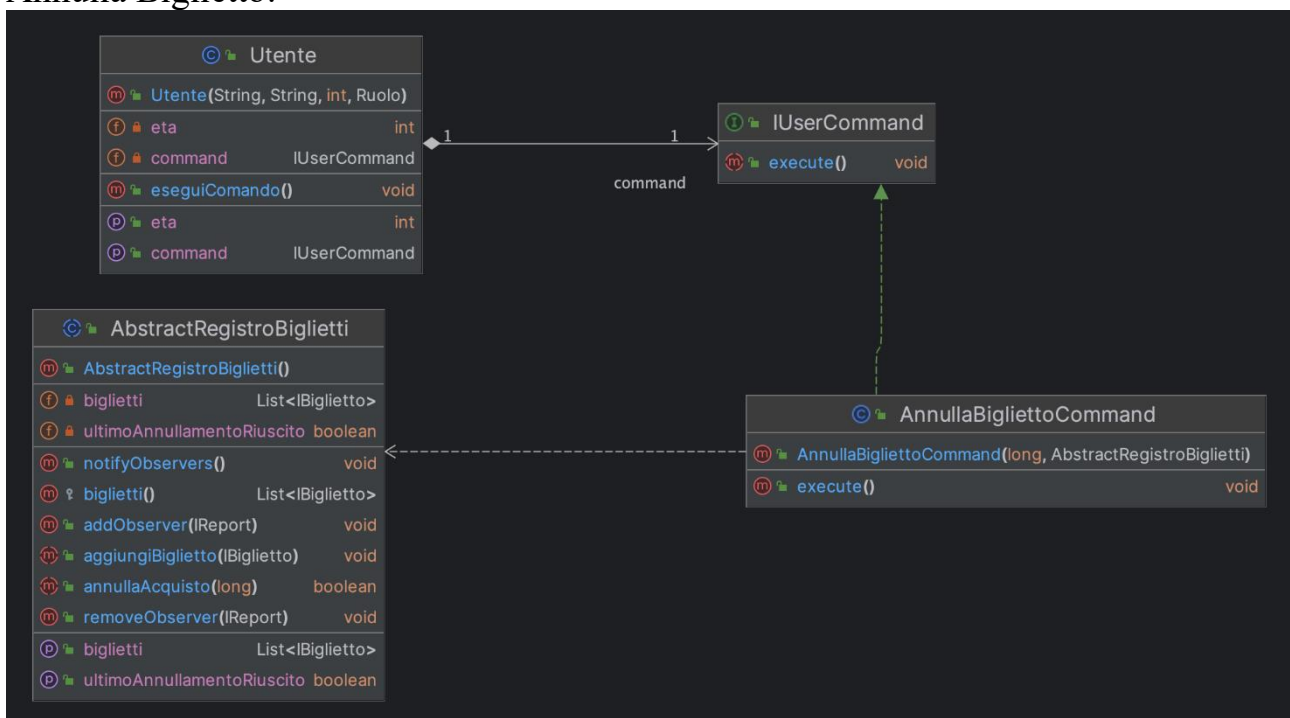 Annulla Biglietto:
Utente
Utente(String, String, int, Ruolo)
eta int
command IUserCommand
eseguiComando() void
eta int
command IUserCommand
1 1
command
IUserCommand
execute() void
AbstractRegistroBiglietti
AbstractRegistroBiglietti()
biglietti List<IBiglietto>
ultimoAnnullamentoRiuscito boolean
notifyObservers() void
biglietti() List<IBiglietto>
addObserver(IReport) void
aggiungiBiglietto(IBiglietto) void
annullaAcquisto(long) boolean
removeObserver(IReport) void
biglietti List<IBiglietto>
ultimoAnnullamentoRiuscito boolean
AnnullaBigliettoCommand
AnnullaBigliettoCommand(long, AbstractRegistroBiglietti)
execute() void